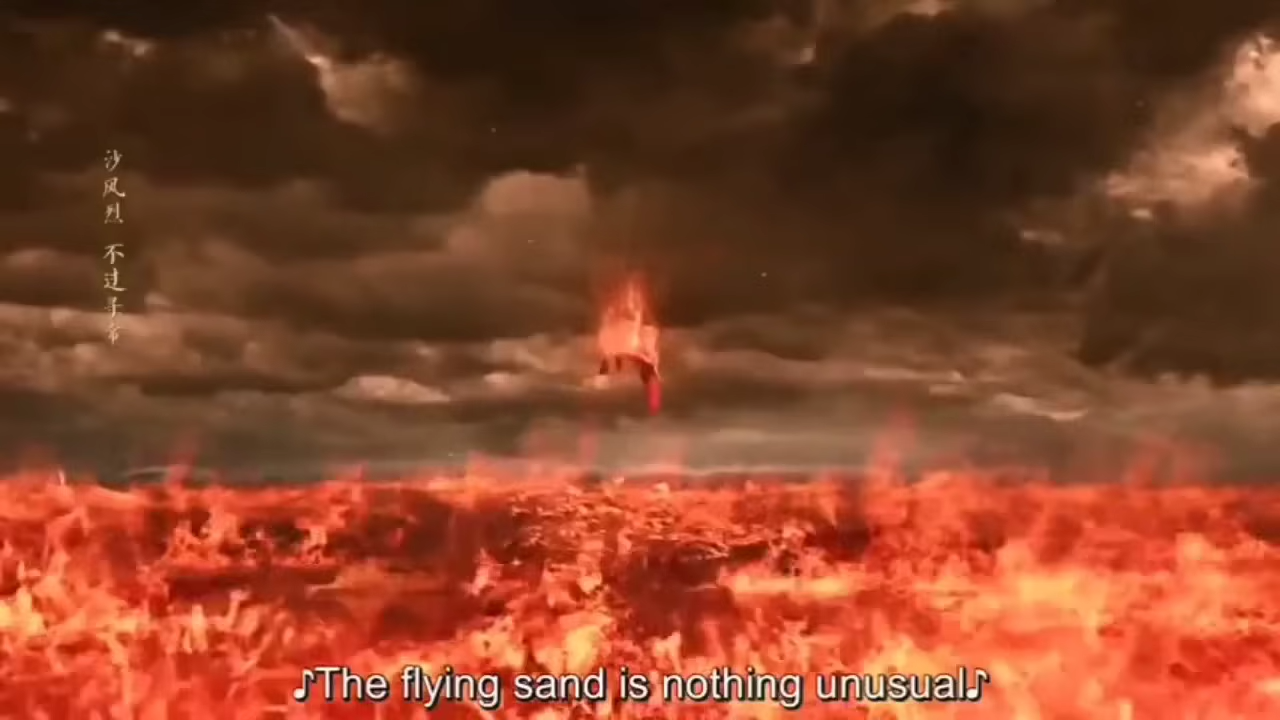 沙风烈 不过寻常
♪The flying sand is nothing unusual♪